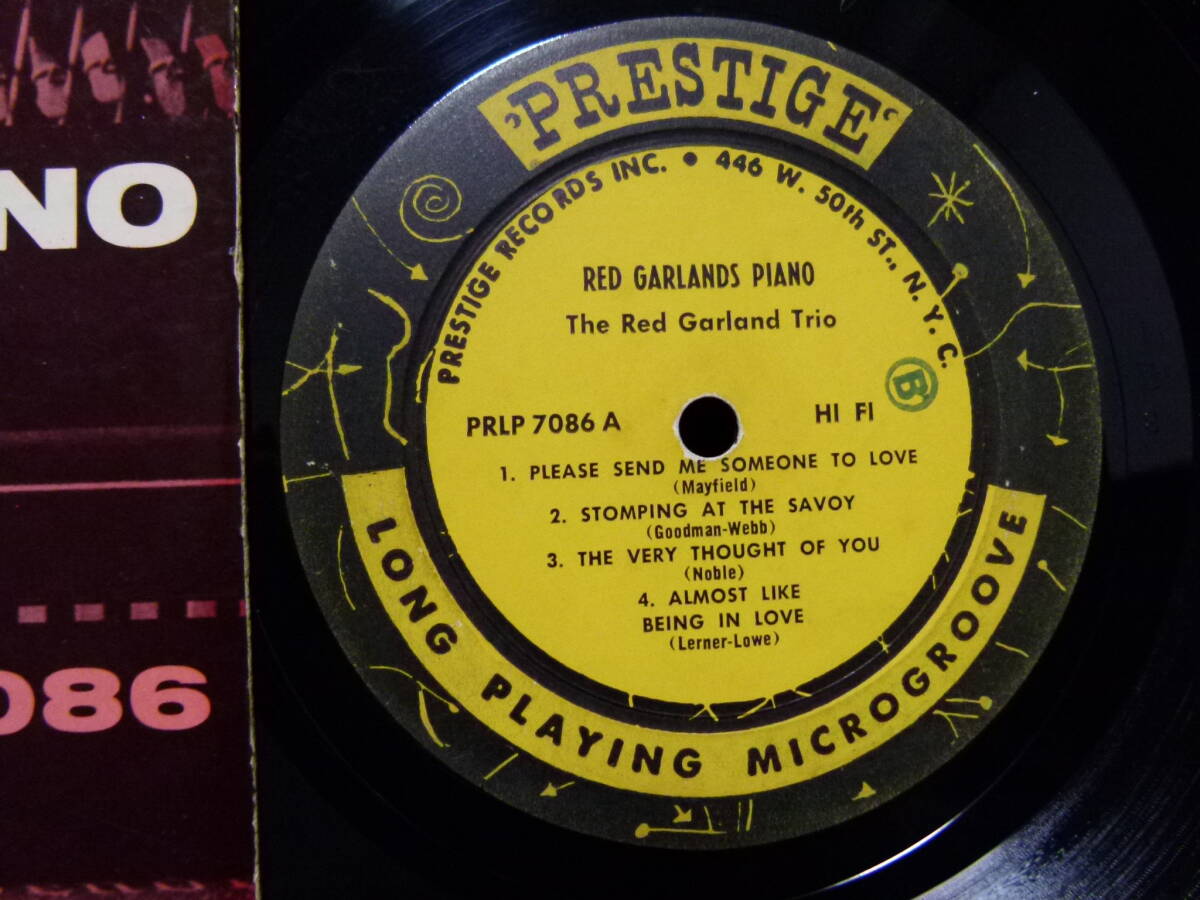 NO
086
PRESTIGE
PRESTIGE RECORDS INC. • 446 W. 50th ST., N. Y. C.
RED GARLANDS PIANO
The Red Garland Trio
B
PRLP 7086 A
HI FI
1. PLEASE SEND ME SOMEONE TO LOVE
(Mayfield)
2. STOMPING AT THE SAVOY
(Goodman-Webb)
3. THE VERY THOUGHT OF YOU
(Noble)
4. ALMOST LIKE
BEING IN LOVE
(Lerner-Lowe)
LONG PLAYING MICROGROOVE